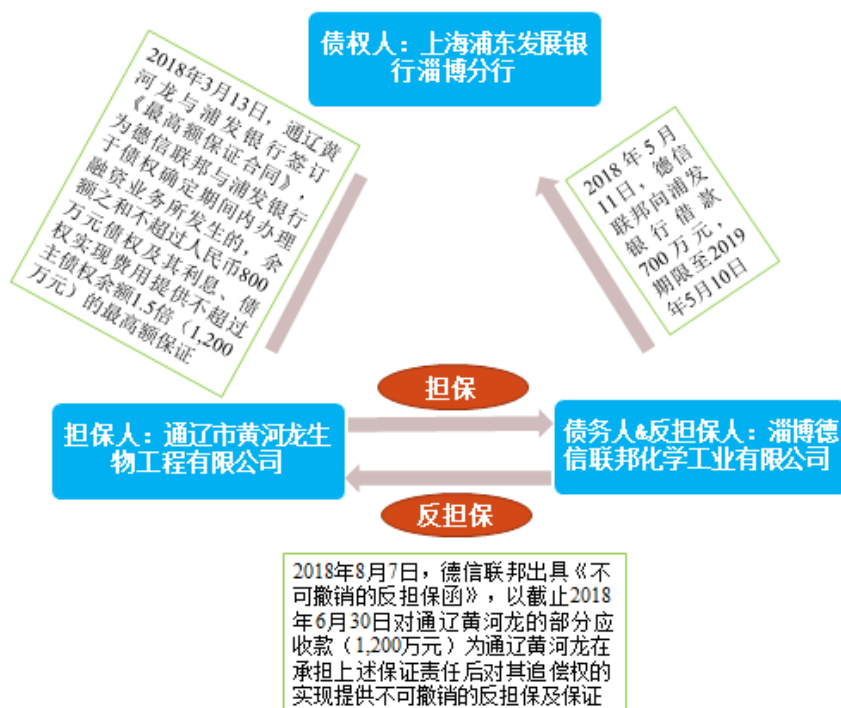 债权人：上海浦东发展银
行淄博分行
2018年3月13日，通辽黄
河龙与浦发银行签订
《最高额保证合同》，
为德信联邦与浦发银行
于债权确定期间内办理
融资业务所发生的，余
额之和不超过人民币800
万元债权及其利息、债
权实现费用提供不超过
主债权余额1.5倍（1,200
万元）的最高额保证
2018年5月
11日，德信
联邦向浦发
银行借款
700万元，
期限至2019
年5月10日
担保
担保人：通辽市黄河龙生
物工程有限公司
债务人&反担保人：淄博德
信联邦化学工业有限公司
反担保
2018年8月7日，德信联邦出具《不
可撤销的反担保函》，以截止2018
年6月30日对通辽黄河龙的部分应
收款（1,200万元）为通辽黄河龙在
承担上述保证责任后对其追偿权的
实现提供不可撤销的反担保及保证